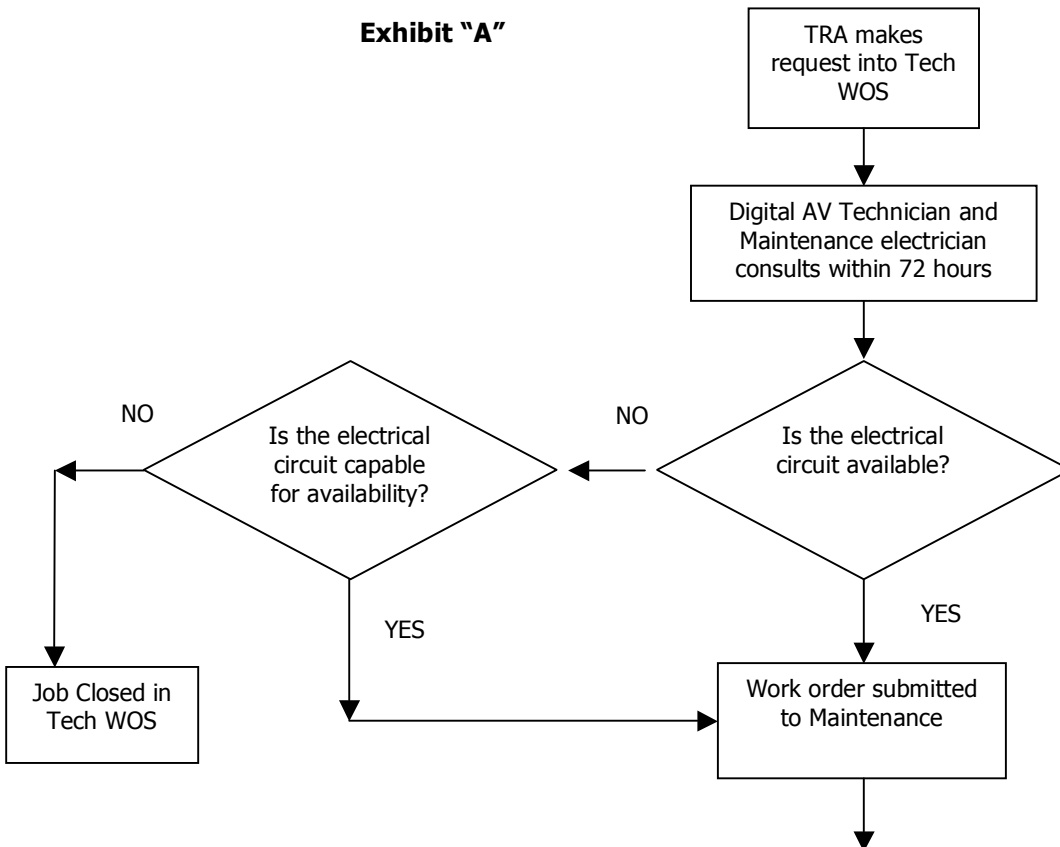 Exhibit “A”
TRA makes
request into Tech
WOS
Digital AV Technician and
Maintenance electrician
consults within 72 hours
Is the electrical
circuit available?
NO
Is the electrical
circuit capable
for availability?
NO
YES
YES
Job Closed in
Tech WOS
Work order submitted
to Maintenance